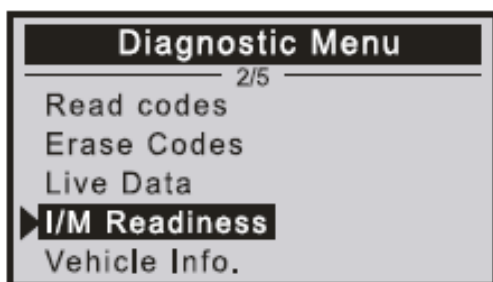 Diagnostic Menu
2/5
Read codes
Erase Codes
Live Data
I/M Readiness
Vehicle Info.